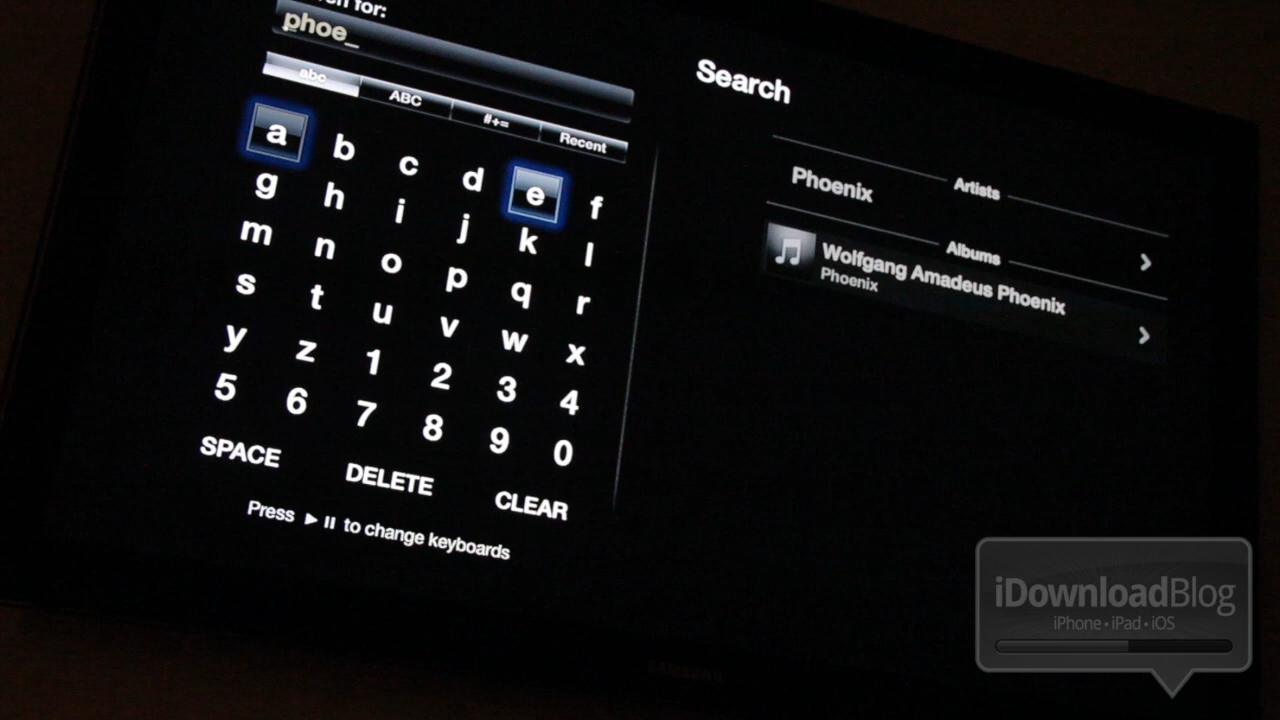 for:
phoe_
abc ABC #+= Recent
a b c d e f
g h i j k l
m n o p q r
s t u v w x
y z 1 2 3 4
5 6 7 8 9 0
SPACE DELETE CLEAR
Press ▶II to change keyboards
Search
Artists
Phoenix
Albums
Wolfgang Amadeus Phoenix
Phoenix
iDownloadBlog
iPhone • iPad • iOS